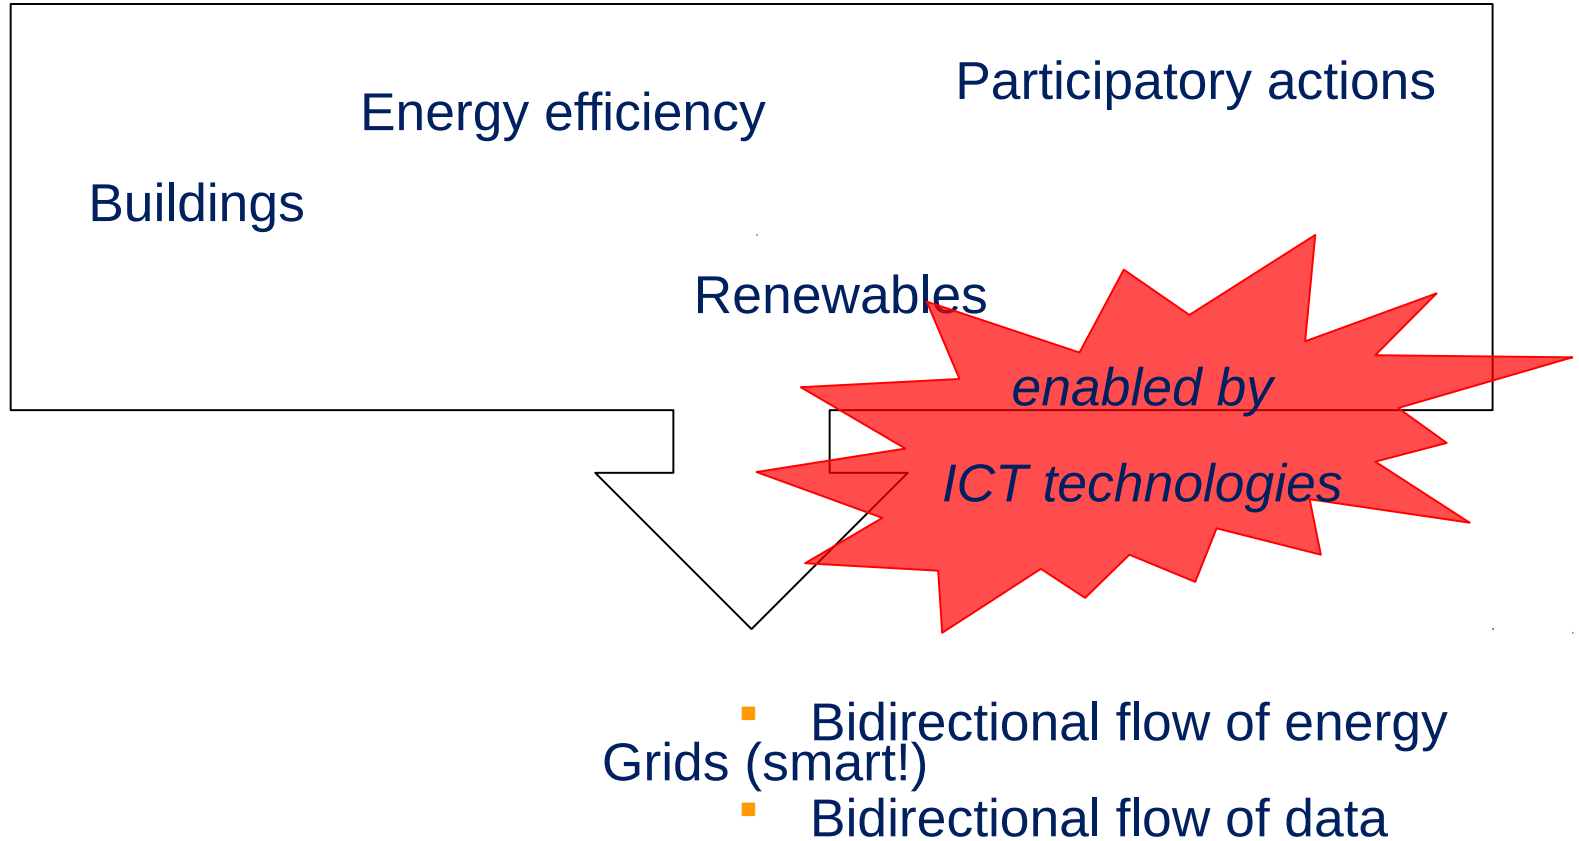 Participatory actions
Energy efficiency
Buildings
Renewables
enabled by
ICT technologies
Bidirectional flow of energy
Grids (smart!)
Bidirectional flow of data